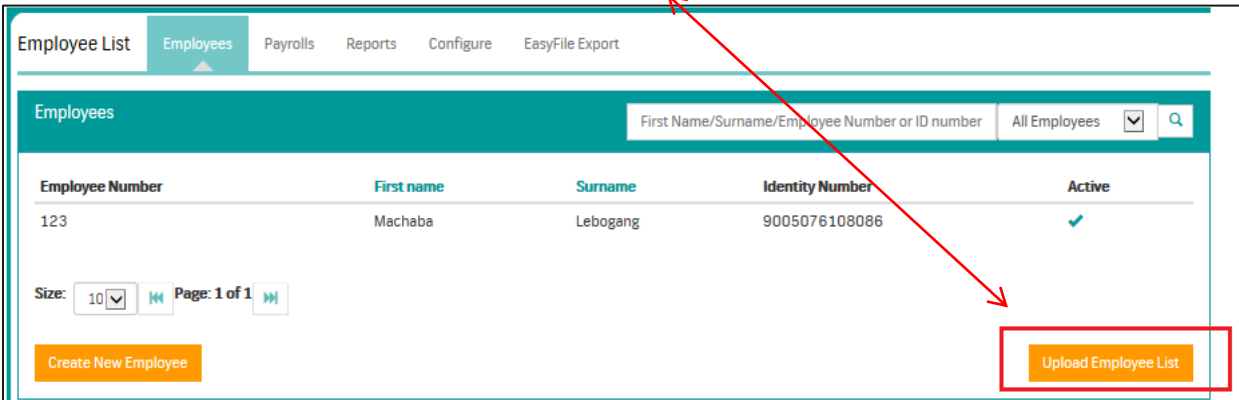 Employee List Employees Payrolls Reports Configure EasyFile Export
Employees First Name/Surname/Employee Number or ID number All Employees
Employee Number First name Surname Identity Number Active
123 Machaba Lebogang 9005076108086
Size: 10 Page: 1 of 1
Create New Employee Upload Employee List